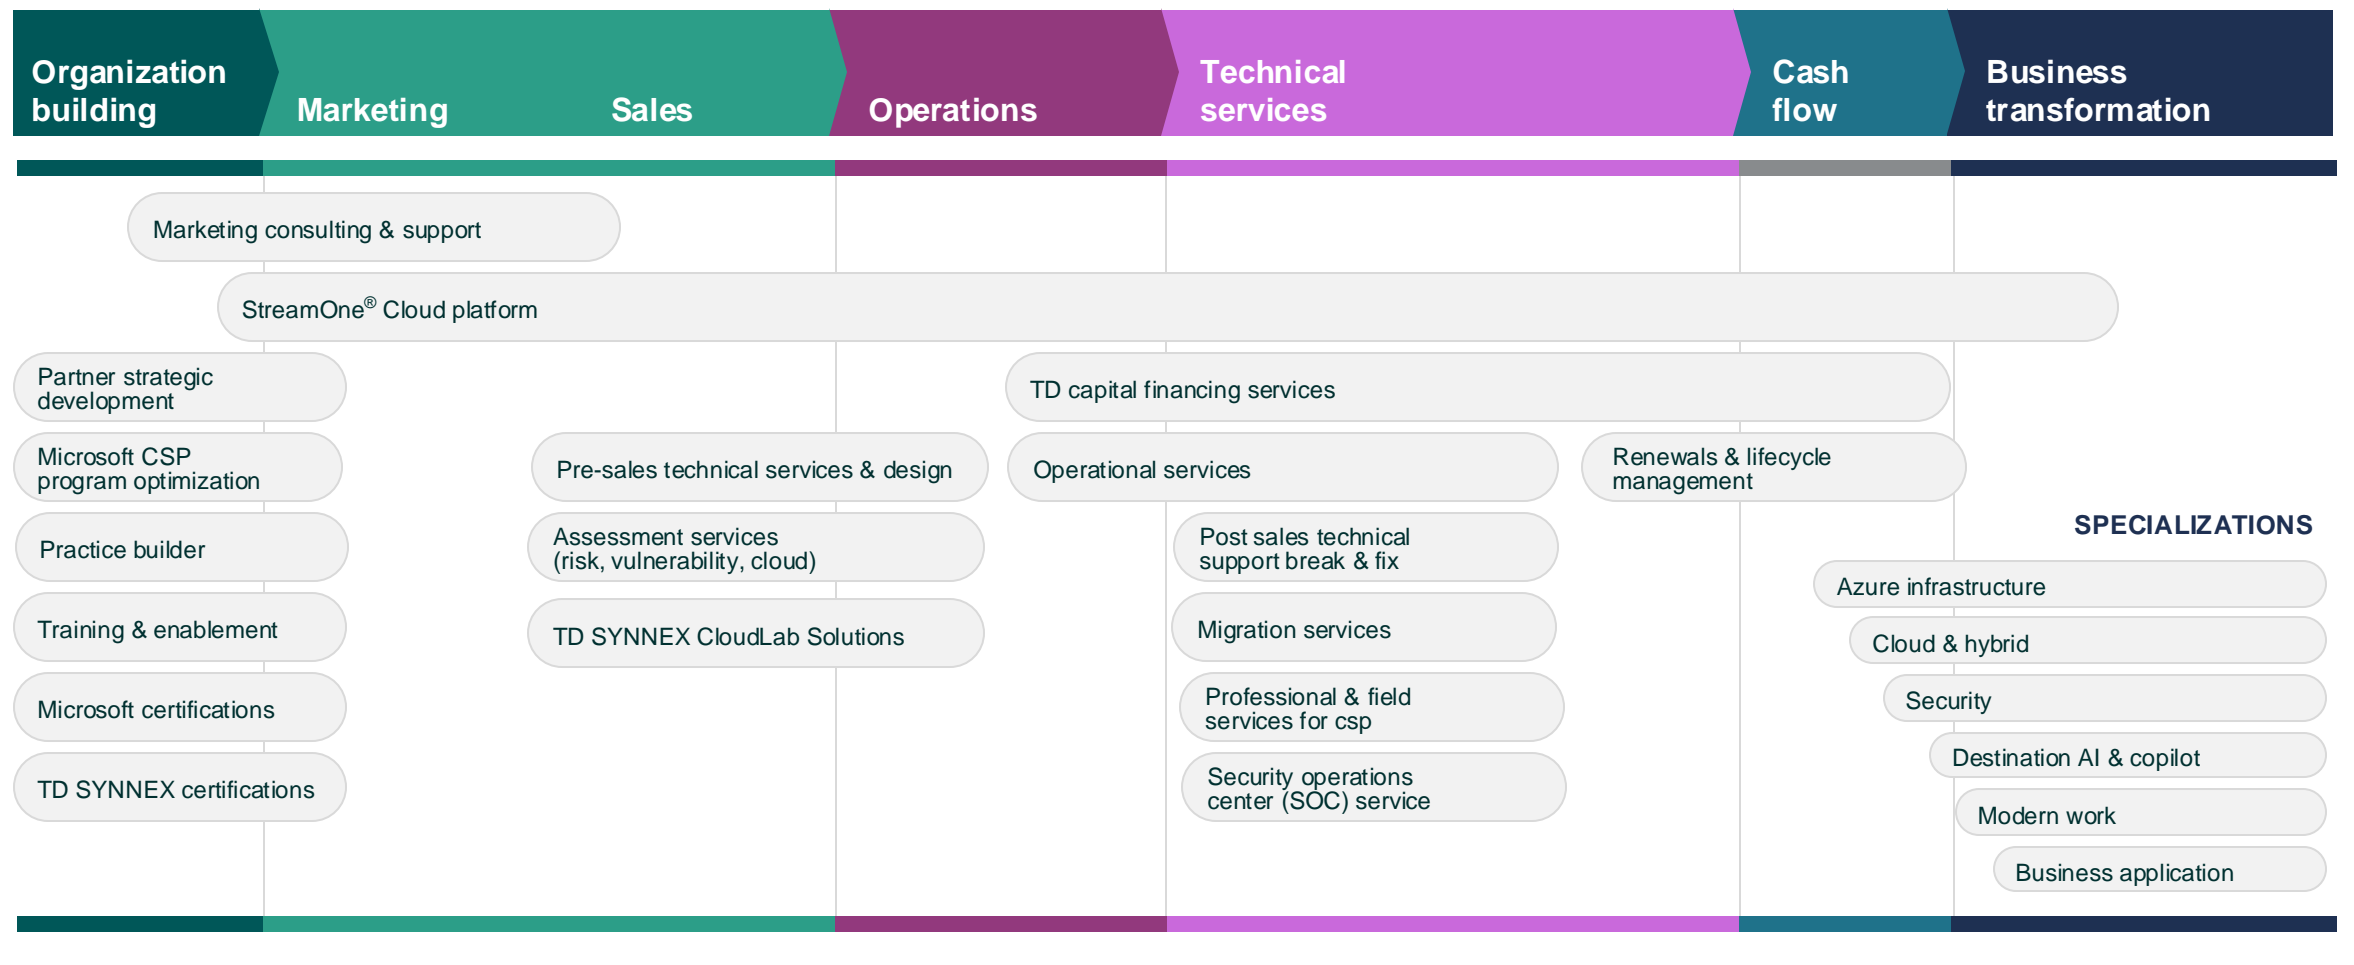 Organization
building
Marketing
Sales
Operations
Technical
services
Cash
flow
Business
transformation
Marketing consulting & support
StreamOne® Cloud platform
Partner strategic
development
TD capital financing services
Microsoft CSP
program optimization
Pre-sales technical services & design
Operational services
Renewals & lifecycle
management
Practice builder
Assessment services
(risk, vulnerability, cloud)
Post sales technical
support break & fix
SPECIALIZATIONS
Azure infrastructure
Training & enablement
TD SYNNEX CloudLab Solutions
Migration services
Cloud & hybrid
Microsoft certifications
Professional & field
services for csp
Security
Destination AI & copilot
TD SYNNEX certifications
Security operations
center (SOC) service
Modern work
Business application